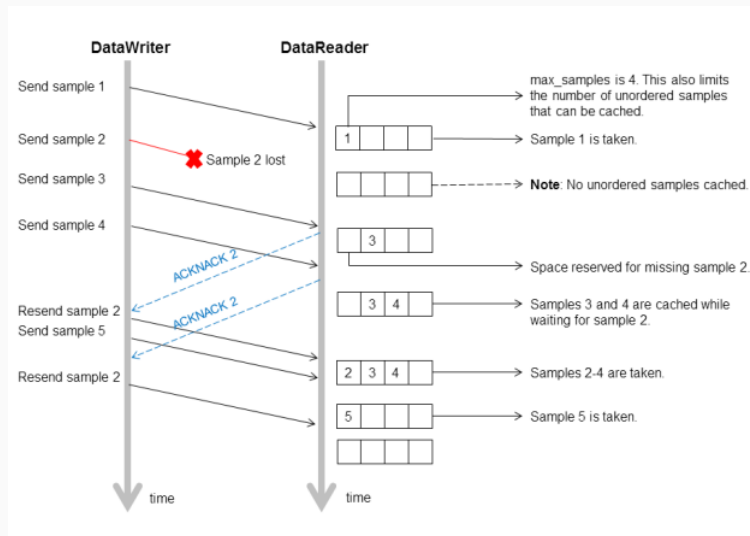 DataWriter
DataReader
Send sample 1
max_samples is 4. This also limits
the number of unordered samples
that can be cached.
1
Sample 1 is taken.
Send sample 2
Sample 2 lost
Send sample 3
Note: No unordered samples cached.
Send sample 4
3
ACKNACK 2
Space reserved for missing sample 2.
Resend sample 2
ACKNACK 2
3 4
Samples 3 and 4 are cached while
waiting for sample 2.
Send sample 5
Resend sample 2
2 3 4
Samples 2-4 are taken.
5
Sample 5 is taken.
time
time